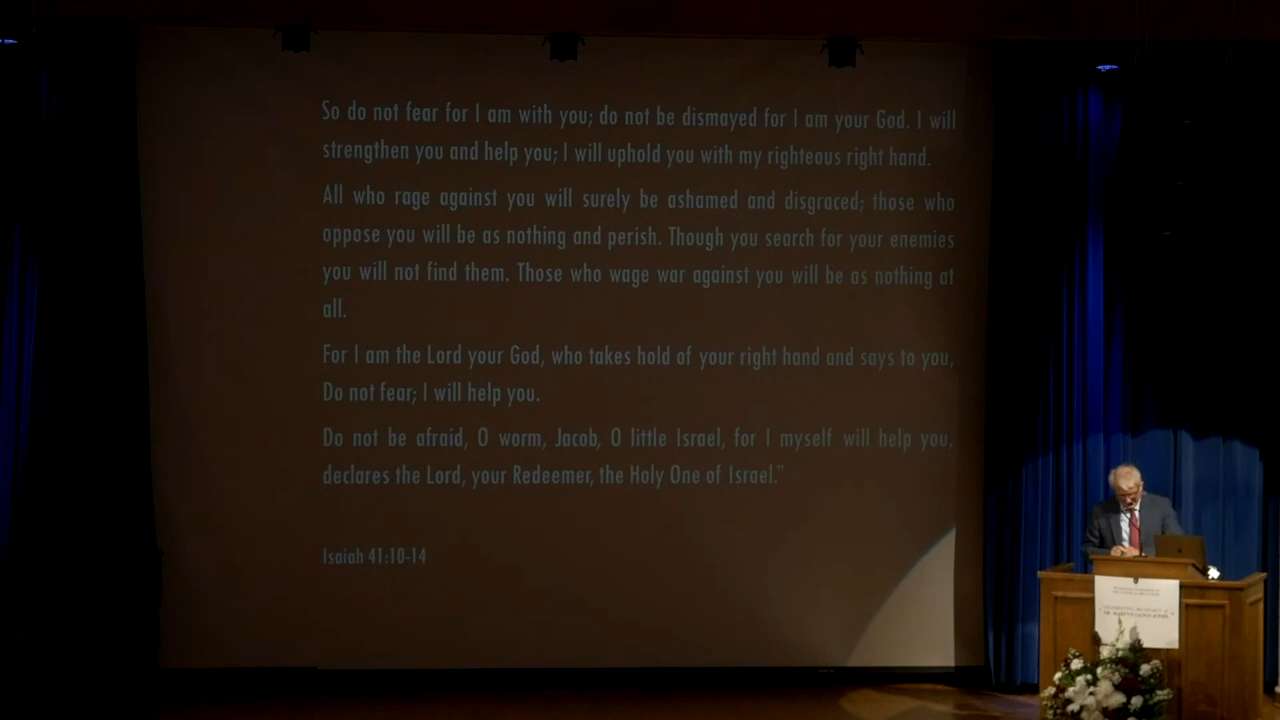 So do not fear for I am with you; do not be dismayed for I am your God. I will
strengthen you and help you; I will uphold you with my righteous right hand.
All who rage against you will surely be ashamed and disgraced; those who
oppose you will be as nothing and perish. Though you search for your enemies
you will not find them. Those who wage war against you will be as nothing at
all.
For I am the Lord your God, who takes hold of your right hand and says to you,
Do not fear; I will help you.
Do not be afraid, O worm, Jacob, O little Israel, for I myself will help you,
declares the Lord, your Redeemer, the Holy One of Israel.”
Isaiah 41:10-14